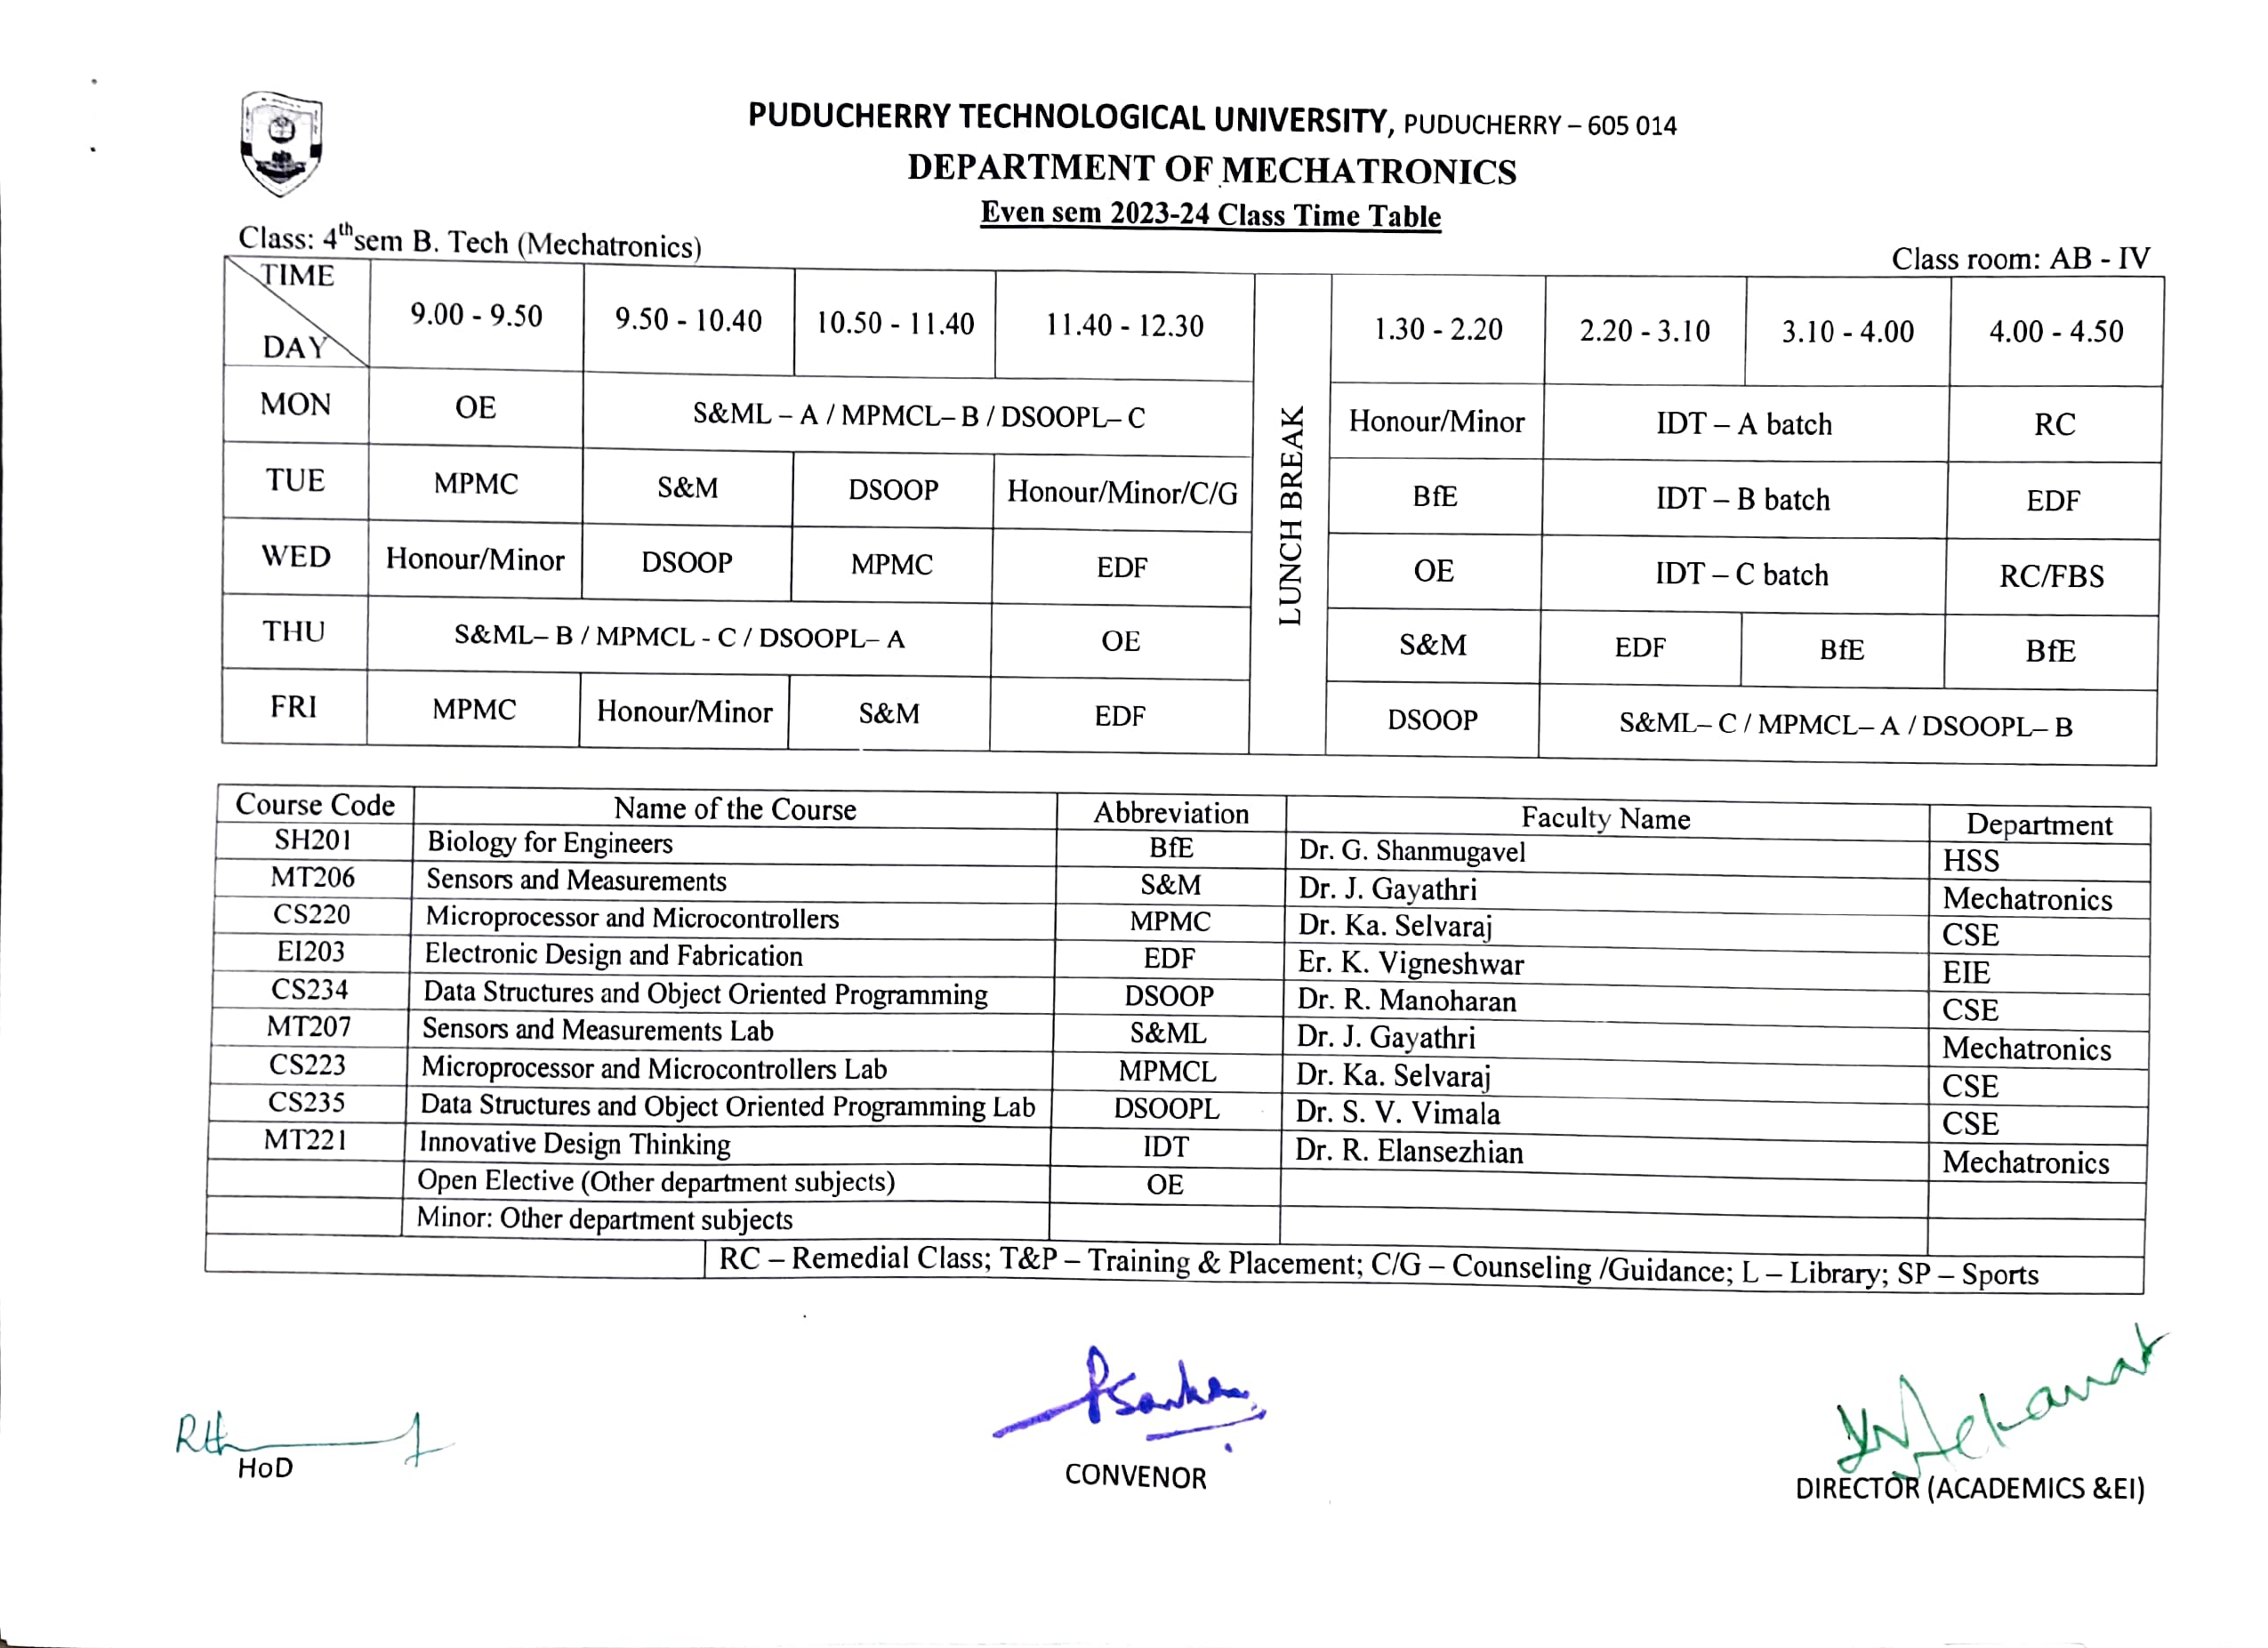 PUDUCHERRY TECHNOLOGICAL UNIVERSITY, PUDUCHERRY – 605 014
DEPARTMENT OF MECHATRONICS
Even sem 2023-24 Class Time Table
Class: 4th sem B. Tech (Mechatronics)
Class room: AB - IV
TIME DAY 9.00 - 9.50 9.50 - 10.40 10.50 - 11.40 11.40 - 12.30 LUNCH BREAK 1.30 - 2.20 2.20 - 3.10 3.10 - 4.00 4.00 - 4.50
MON OE S&ML – A / MPMCL– B / DSOOPL– C Honour/Minor IDT – A batch RC
TUE MPMC S&M DSOOP Honour/Minor/C/G BfE IDT – B batch EDF
WED Honour/Minor DSOOP MPMC EDF OE IDT – C batch RC/FBS
THU S&ML– B / MPMCL - C / DSOOPL– A OE S&M EDF BfE BfE
FRI MPMC Honour/Minor S&M EDF DSOOP S&ML– C / MPMCL– A / DSOOPL– B
Course Code Name of the Course Abbreviation Faculty Name Department
SH201 Biology for Engineers BfE Dr. G. Shanmugavel HSS
MT206 Sensors and Measurements S&M Dr. J. Gayathri Mechatronics
CS220 Microprocessor and Microcontrollers MPMC Dr. Ka. Selvaraj CSE
EI203 Electronic Design and Fabrication EDF Er. K. Vigneshwar EIE
CS234 Data Structures and Object Oriented Programming DSOOP Dr. R. Manoharan CSE
MT207 Sensors and Measurements Lab S&ML Dr. J. Gayathri Mechatronics
CS223 Microprocessor and Microcontrollers Lab MPMCL Dr. Ka. Selvaraj CSE
CS235 Data Structures and Object Oriented Programming Lab DSOOPL Dr. S. V. Vimala CSE
MT221 Innovative Design Thinking IDT Dr. R. Elansezhian Mechatronics
Open Elective (Other department subjects) OE
Minor: Other department subjects
RC – Remedial Class; T&P – Training & Placement; C/G – Counseling /Guidance; L – Library; SP – Sports
HoD
CONVENOR
DIRECTOR (ACADEMICS &EI)